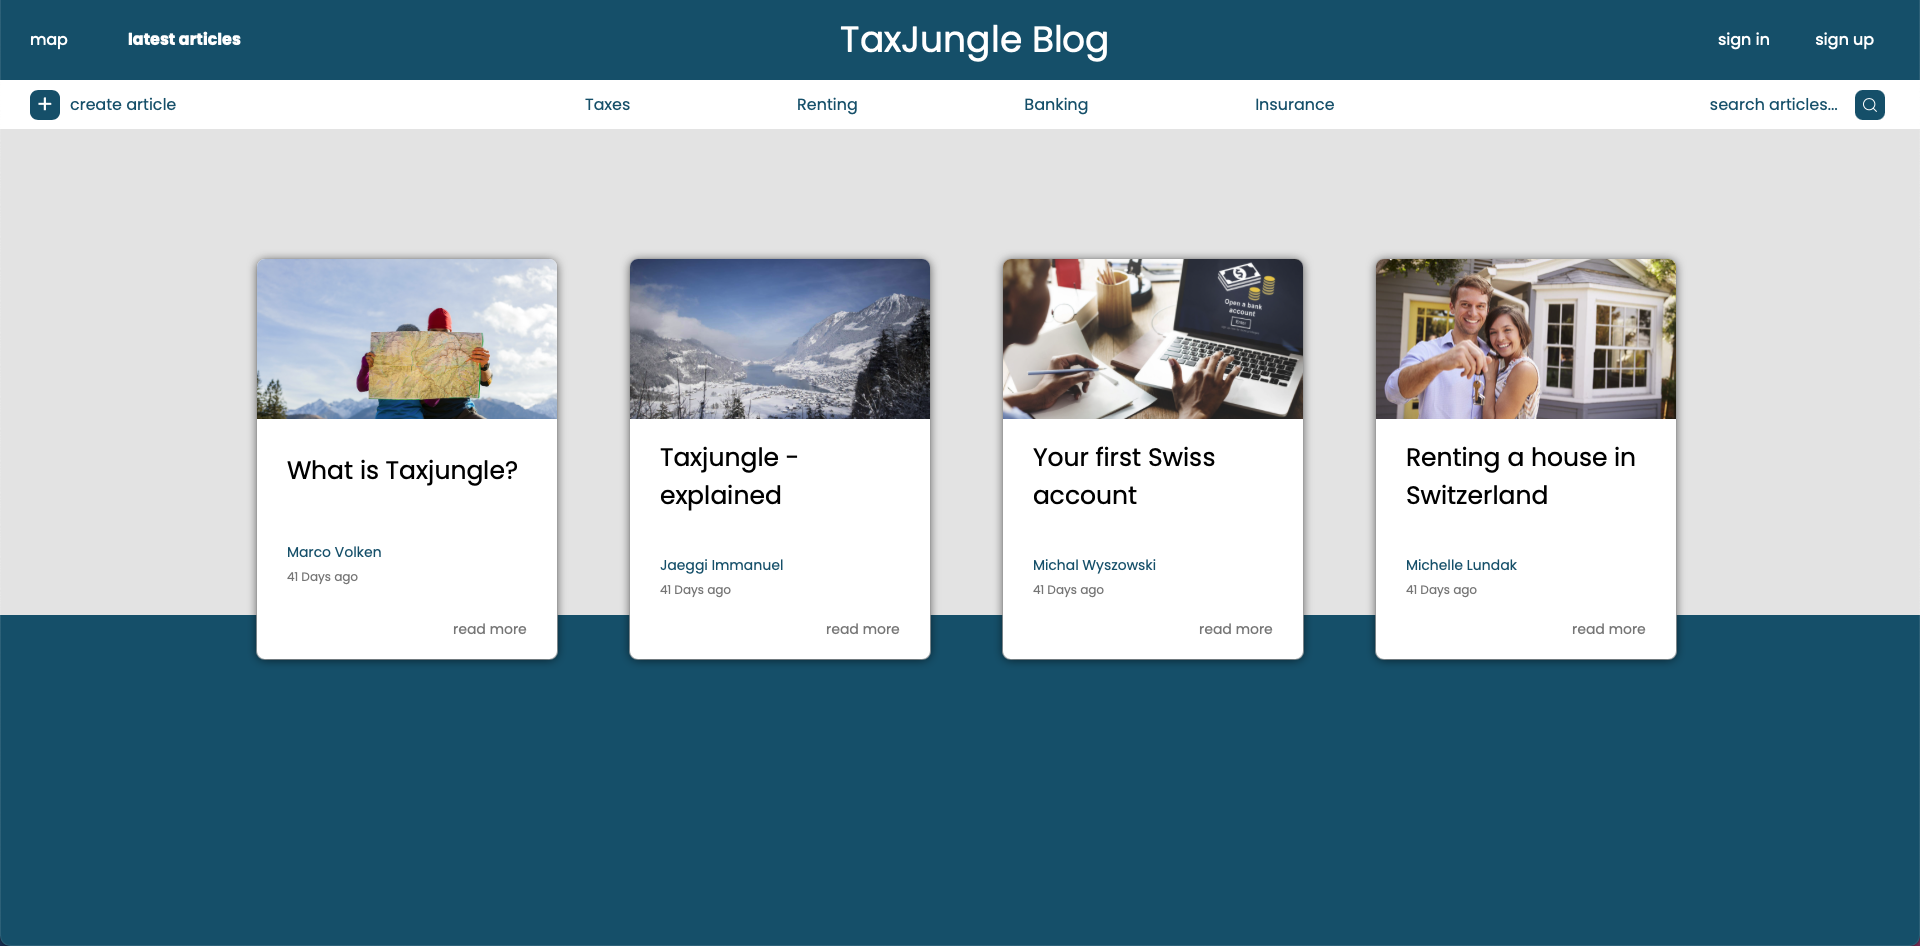 map
latest articles
TaxJungle Blog
sign in
sign up
create article
Taxes
Renting
Banking
Insurance
search articles...
What is Taxjungle?
Marco Volken
41 Days ago
read more
Taxjungle -
explained
Jaeggi Immanuel
41 Days ago
read more
Open a bank
account
Your first Swiss
account
Michal Wyszowski
41 Days ago
read more
Renting a house in
Switzerland
Michelle Lundak
41 Days ago
read more